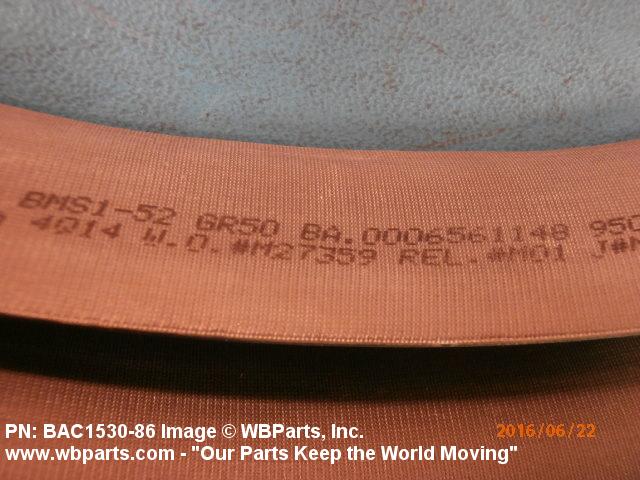 BMS1-52 GR50 BA.0006561148 950
4Q14 W.O.#M27359 REL.#M01 J#
PN: BAC1530-86 Image © WBParts, Inc.
2016/06/22
www.wbparts.com - "Our Parts Keep the World Moving"